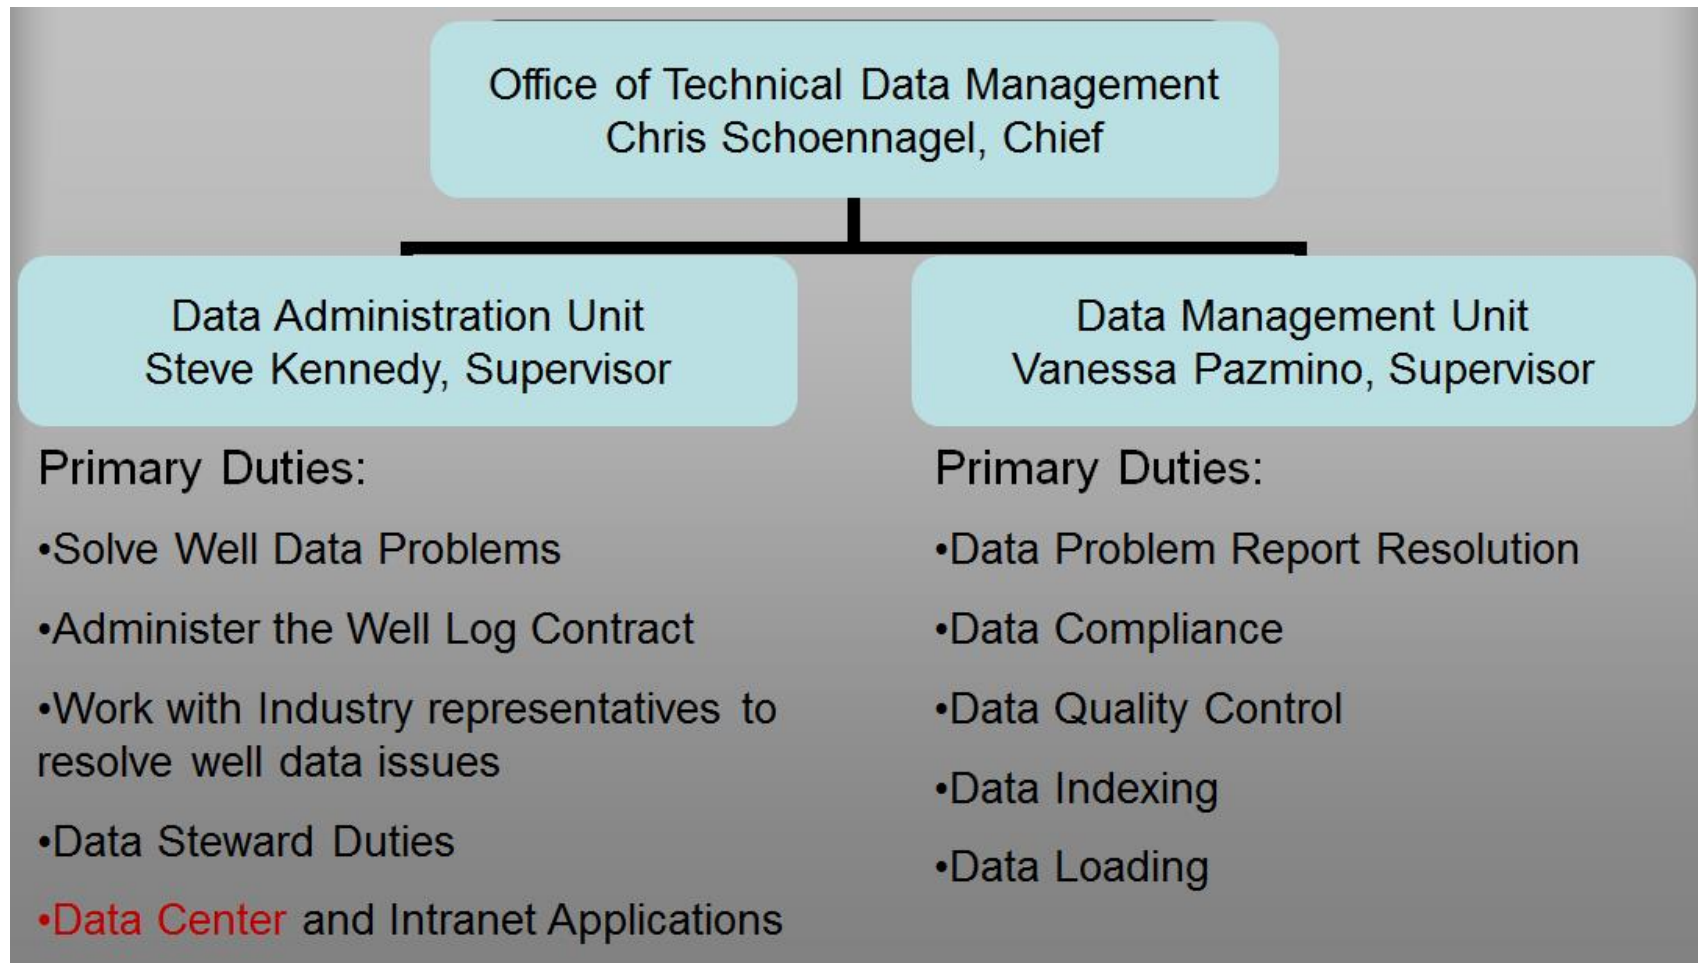 Office of Technical Data Management
Chris Schoennagel, Chief
Data Administration Unit
Steve Kennedy, Supervisor
Primary Duties:
•Solve Well Data Problems
•Administer the Well Log Contract
•Work with Industry representatives to
resolve well data issues
•Data Steward Duties
•Data Center and Intranet Applications
Data Management Unit
Vanessa Pazmino, Supervisor
Primary Duties:
•Data Problem Report Resolution
•Data Compliance
•Data Quality Control
•Data Indexing
•Data Loading